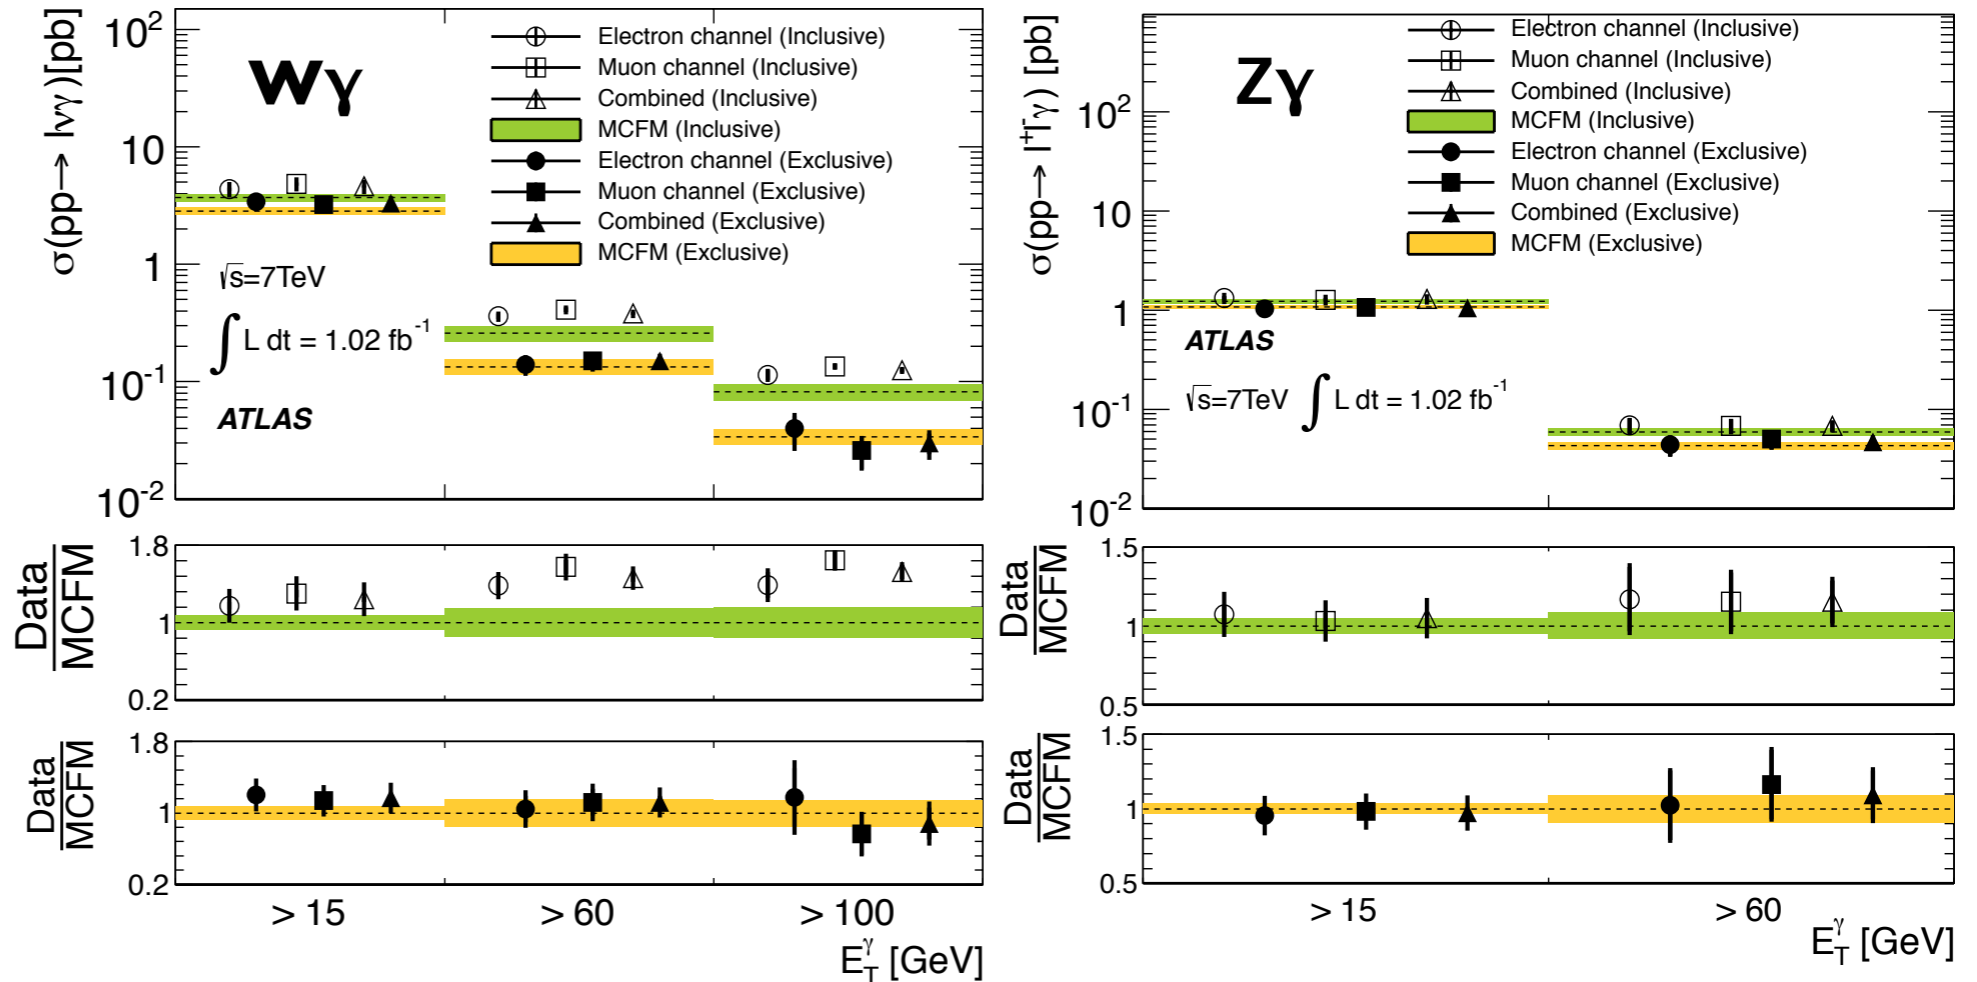 σ(pp→ lνγ)[pb]
10²
10
1
10⁻¹
10⁻²
Wγ
Electron channel (Inclusive)
Muon channel (Inclusive)
Combined (Inclusive)
MCFM (Inclusive)
Electron channel (Exclusive)
Muon channel (Exclusive)
Combined (Exclusive)
MCFM (Exclusive)
√s=7TeV
∫ L dt = 1.02 fb⁻¹
ATLAS
Data
MCFM
1.8
1
0.2
Data
MCFM
1.8
1
0.2
> 15
> 60
> 100
E_T^γ [GeV]
σ(pp→ l⁺l⁻γ) [pb]
10²
10
1
10⁻¹
10⁻²
Zγ
Electron channel (Inclusive)
Muon channel (Inclusive)
Combined (Inclusive)
MCFM (Inclusive)
Electron channel (Exclusive)
Muon channel (Exclusive)
Combined (Exclusive)
MCFM (Exclusive)
ATLAS
√s=7TeV ∫ L dt = 1.02 fb⁻¹
Data
MCFM
1.5
1
0.5
Data
MCFM
1.5
1
0.5
> 15
> 60
E_T^γ [GeV]